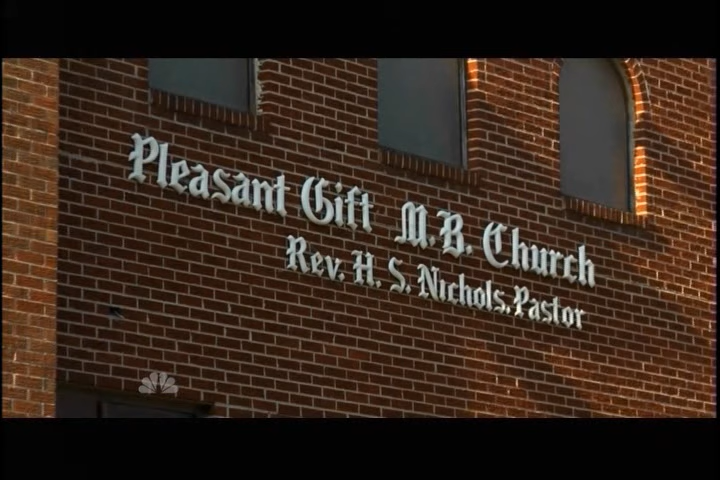 Pleasant Gift M.B. Church
Rev. H. S. Nichols, Pastor